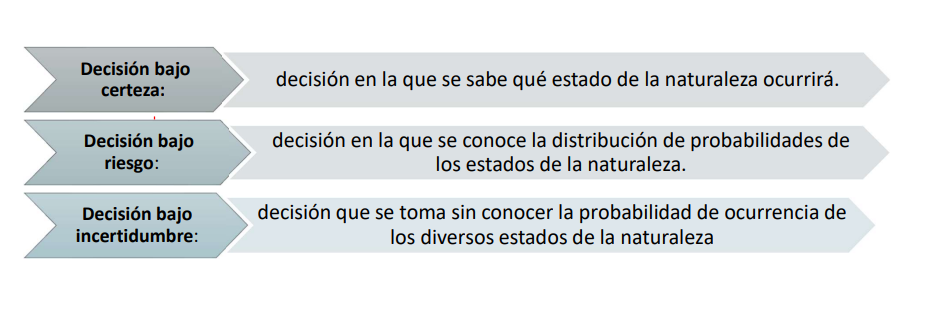 Decisión bajo
certeza:
decisión en la que se sabe qué estado de la naturaleza ocurrirá.
Decisión bajo
riesgo:
decisión en la que se conoce la distribución de probabilidades de
los estados de la naturaleza.
Decisión bajo
incertidumbre:
decisión que se toma sin conocer la probabilidad de ocurrencia de
los diversos estados de la naturaleza